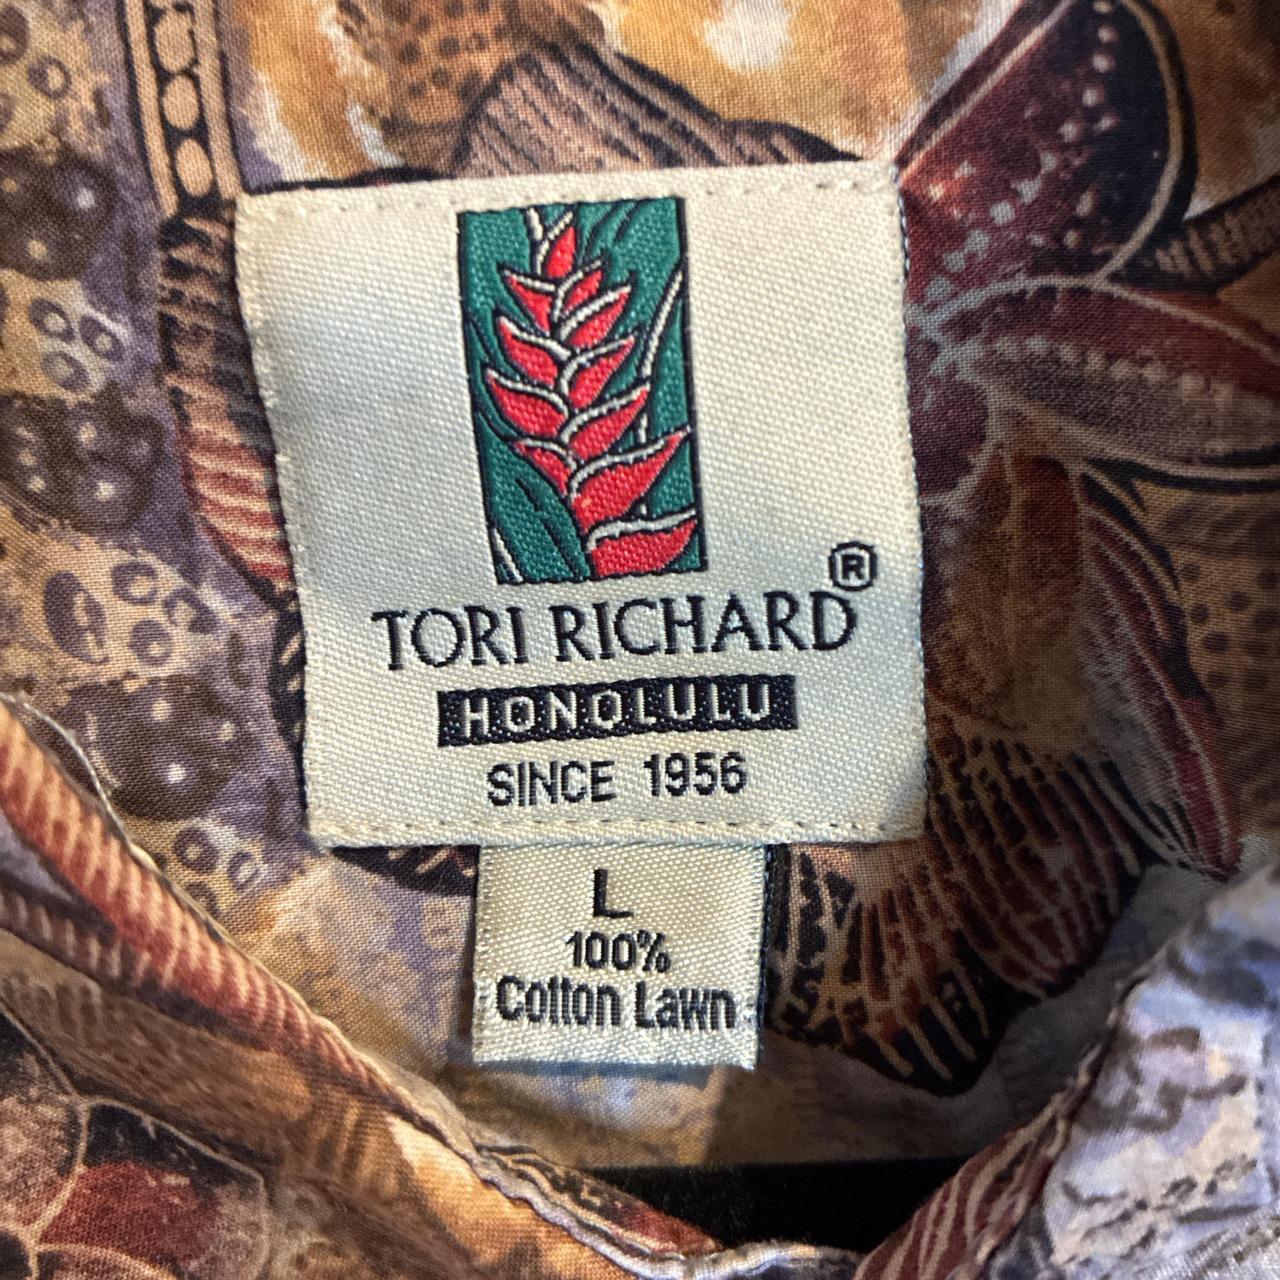 TORI RICHARD®
HONOLULU
SINCE 1956
L
100%
Cotton Lawn